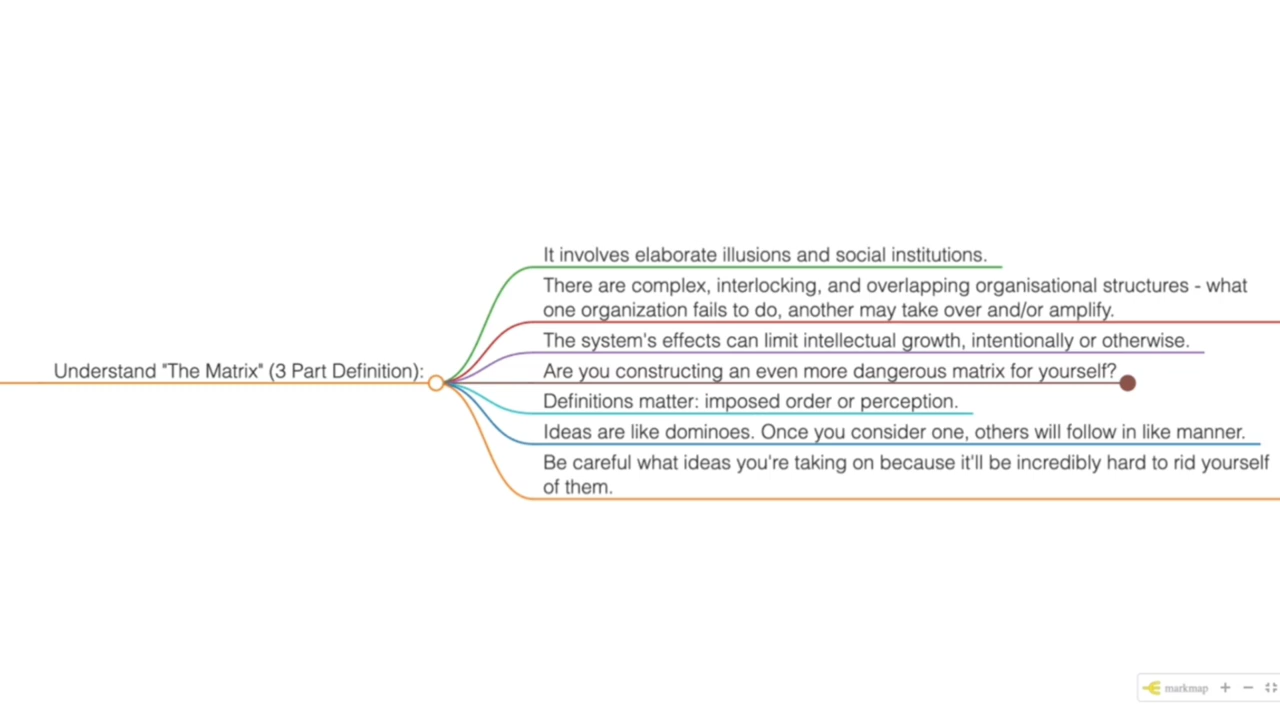 It involves elaborate illusions and social institutions.
There are complex, interlocking, and overlapping organisational structures - what
one organization fails to do, another may take over and/or amplify.
The system's effects can limit intellectual growth, intentionally or otherwise.
Understand "The Matrix" (3 Part Definition):
Are you constructing an even more dangerous matrix for yourself?
Definitions matter: imposed order or perception.
Ideas are like dominoes. Once you consider one, others will follow in like manner.
Be careful what ideas you're taking on because it'll be incredibly hard to rid yourself
of them.
markmap